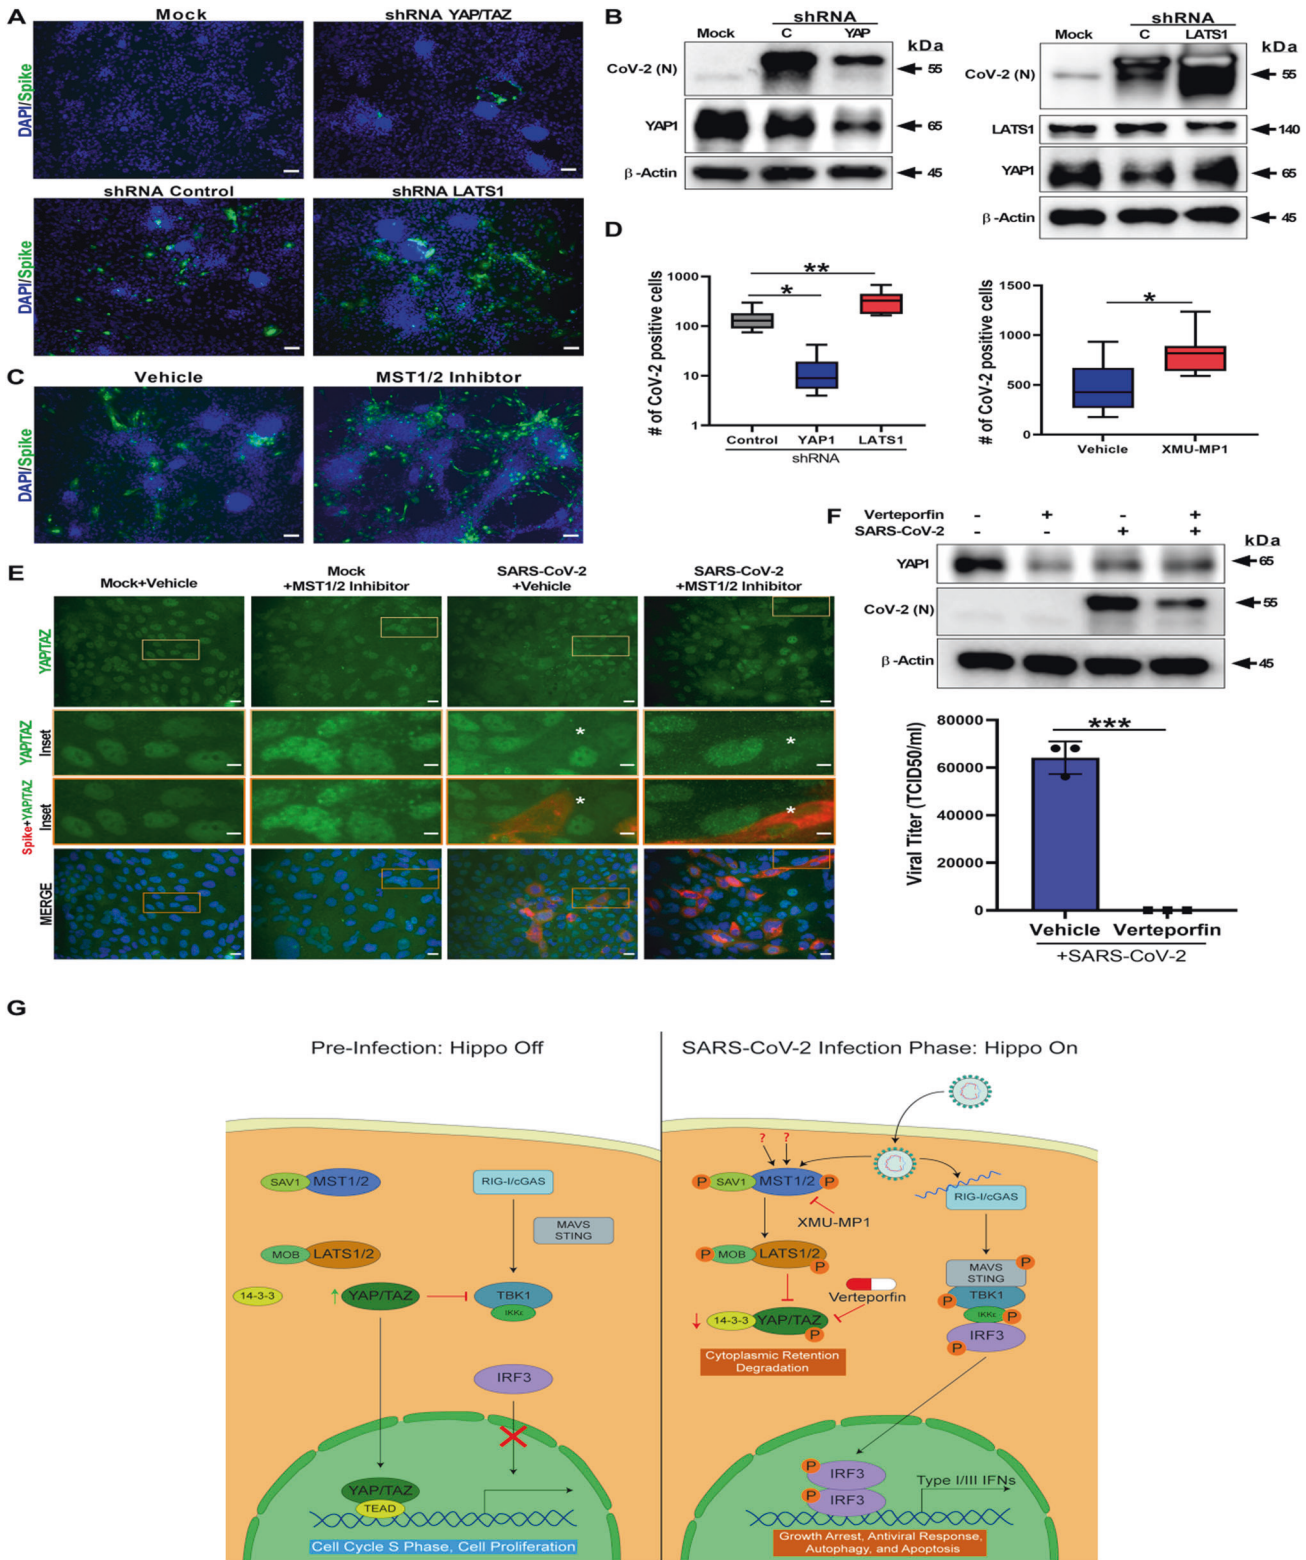 A
Mock
shRNA YAP/TAZ
DAPI/Spike
shRNA Control
shRNA LATS1
DAPI/Spike
C
Vehicle
MST1/2 Inhibtor
DAPI/Spike
B
shRNA
Mock C YAP
kDa
CoV-2 (N)
55
YAP1
65
β-Actin
45
shRNA
Mock C LATS1
kDa
CoV-2 (N)
55
LATS1
140
YAP1
65
β-Actin
45
D
# of CoV-2 positive cells
1000
100
10
1
**
*
Control YAP1 LATS1
shRNA
# of CoV-2 positive cells
1500
1000
500
0
*
Vehicle XMU-MP1
E
Mock+Vehicle
Mock
+MST1/2 Inhibitor
SARS-CoV-2
+Vehicle
SARS-CoV-2
+MST1/2 Inhibitor
YAP/TAZ
YAP/TAZ
Inset
*
*
Spike+YAP/TAZ
Inset
*
*
MERGE
F
Verteporfin - + - +
SARS-CoV-2 - - + +
kDa
YAP1
65
CoV-2 (N)
55
β-Actin
45
Viral Titer (TCID50/ml)
80000
60000
40000
20000
0
***
Vehicle Verteporfin
+SARS-CoV-2
G
Pre-Infection: Hippo Off
SAV1 MST1/2
RIG-I/cGAS
MAVS
STING
MOB LATS1/2
14-3-3
YAP/TAZ
TBK1
IKKε
IRF3
YAP/TAZ
TEAD
Cell Cycle S Phase, Cell Proliferation
SARS-CoV-2 Infection Phase: Hippo On
? ?
P SAV1 MST1/2 P
RIG-I/cGAS
XMU-MP1
P MOB LATS1/2
P
MAVS
STING
P
P TBK1
IKKε P
IRF3
P
Verteporfin
14-3-3 YAP/TAZ
P
Cytoplasmic Retention
Degradation
P IRF3
P IRF3
Type I/III IFNs
Growth Arrest, Antiviral Response,
Autophagy, and Apoptosis